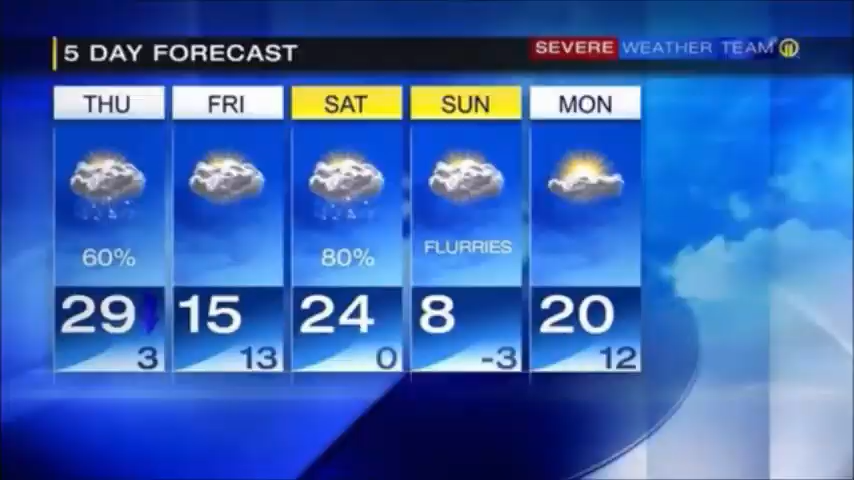 5 DAY FORECAST
SEVERE WEATHER TEAM 11
THU FRI SAT SUN MON
60% 80% FLURRIES
29 15 24 8 20
3 13 0 -3 12